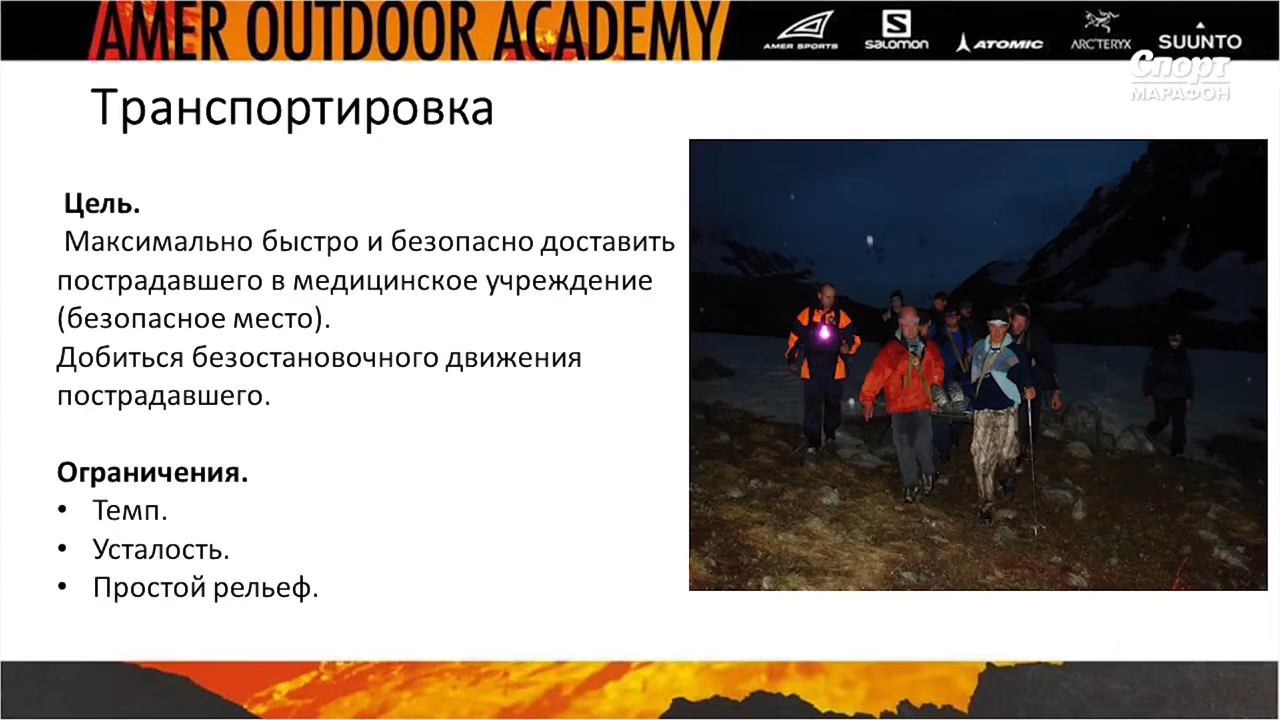 AMER OUTDOOR ACADEMY
AMER SPORTS
SALOMON
ATOMIC
ARC'TERYX
SUUNTO
Спорт
МАРАФОН
Транспортировка
Цель.
Максимально быстро и безопасно доставить
пострадавшего в медицинское учреждение
(безопасное место).
Добиться безостановочного движения
пострадавшего.
Ограничения.
• Темп.
• Усталость.
• Простой рельеф.